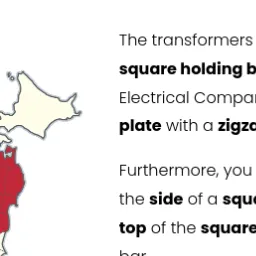 The transformers
square holding b
Electrical Compa
plate with a zigza
Furthermore, you
the side of a squ
top of the square
bar